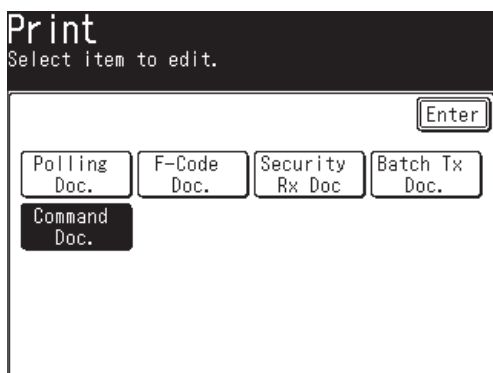 Print
Select item to edit.
Enter
Polling Doc.
F-Code Doc.
Security Rx Doc
Batch Tx Doc.
Command Doc.